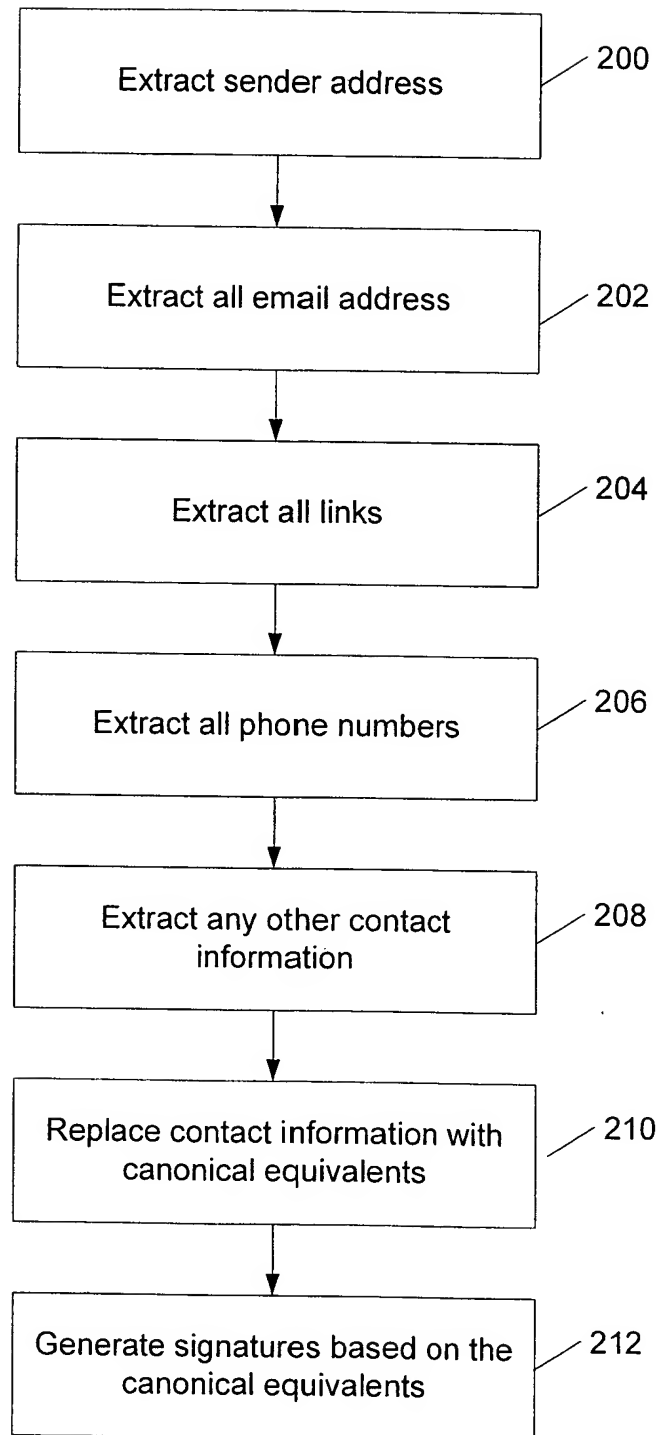 Extract sender address
200
Extract all email address
202
Extract all links
204
Extract all phone numbers
206
Extract any other contact
information
208
Replace contact information with
canonical equivalents
210
Generate signatures based on the
canonical equivalents
212